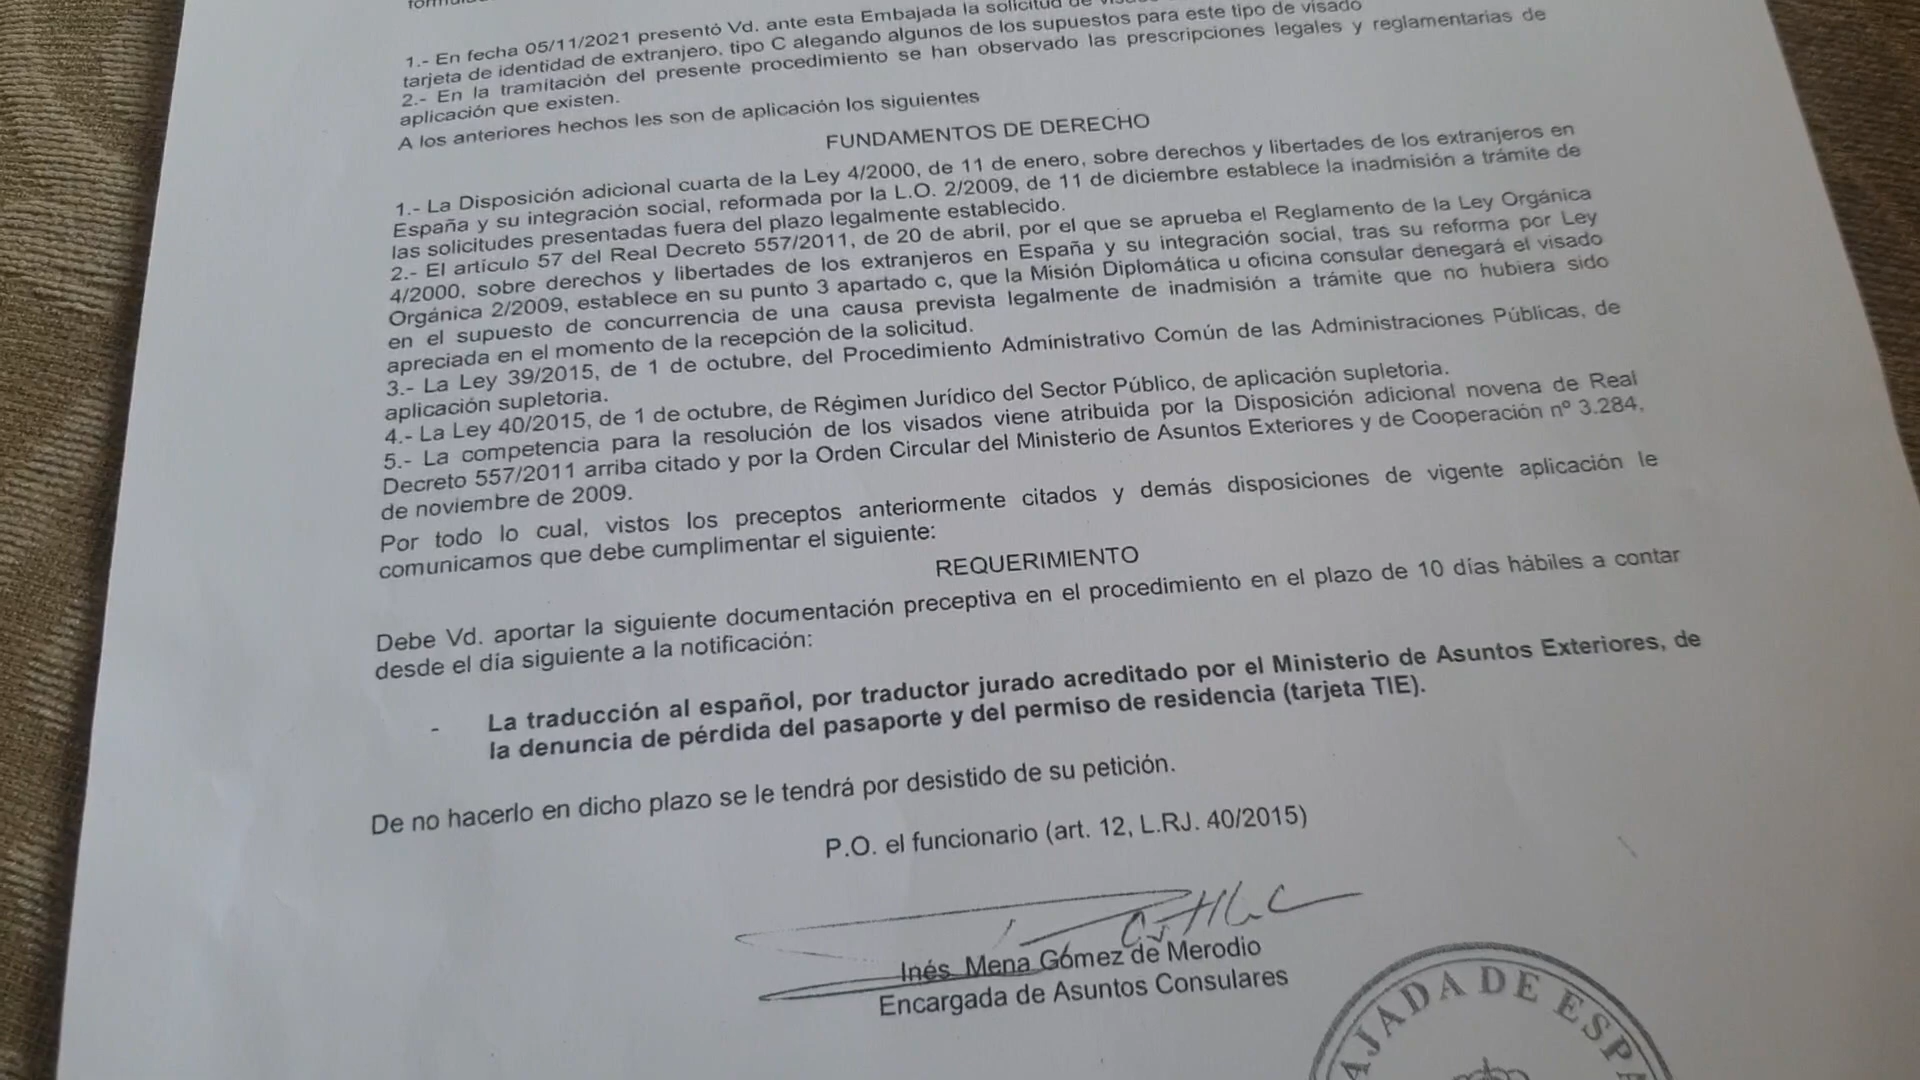 1.- En fecha 05/11/2021 presentó Vd. ante esta Embajada la solicitud de
tarjeta de identidad de extranjero, tipo C alegando algunos de los supuestos para este tipo de visado
2.- En la tramitación del presente procedimiento se han observado las prescripciones legales y reglamentarias de
aplicación que existen.
A los anteriores hechos les son de aplicación los siguientes
FUNDAMENTOS DE DERECHO
1.- La Disposición adicional cuarta de la Ley 4/2000, de 11 de enero, sobre derechos y libertades de los extranjeros en
España y su integración social, reformada por la L.O. 2/2009, de 11 de diciembre establece la inadmisión a trámite de
las solicitudes presentadas fuera del plazo legalmente establecido.
2.- El artículo 57 del Real Decreto 557/2011, de 20 de abril, por el que se aprueba el Reglamento de la Ley Orgánica
4/2000, sobre derechos y libertades de los extranjeros en España y su integración social, tras su reforma por Ley
Orgánica 2/2009, establece en su punto 3 apartado c, que la Misión Diplomática u oficina consular denegará el visado
en el supuesto de concurrencia de una causa prevista legalmente de inadmisión a trámite que no hubiera sido
apreciada en el momento de la recepción de la solicitud.
3.- La Ley 39/2015, de 1 de octubre, del Procedimiento Administrativo Común de las Administraciones Públicas, de
aplicación supletoria.
4.- La Ley 40/2015, de 1 de octubre, de Régimen Jurídico del Sector Público, de aplicación supletoria.
5.- La competencia para la resolución de los visados viene atribuida por la Disposición adicional novena de Real
Decreto 557/2011 arriba citado y por la Orden Circular del Ministerio de Asuntos Exteriores y de Cooperación nº 3.284,
de noviembre de 2009.
Por todo lo cual, vistos los preceptos anteriormente citados y demás disposiciones de vigente aplicación le
comunicamos que debe cumplimentar el siguiente:
REQUERIMIENTO
Debe Vd. aportar la siguiente documentación preceptiva en el procedimiento en el plazo de 10 días hábiles a contar
desde el día siguiente a la notificación:
- La traducción al español, por traductor jurado acreditado por el Ministerio de Asuntos Exteriores, de
la denuncia de pérdida del pasaporte y del permiso de residencia (tarjeta TIE).
De no hacerlo en dicho plazo se le tendrá por desistido de su petición.
P.O. el funcionario (art. 12, L.RJ. 40/2015)
Inés Mena Gómez de Merodio
Encargada de Asuntos Consulares
AJADA DE ESPA